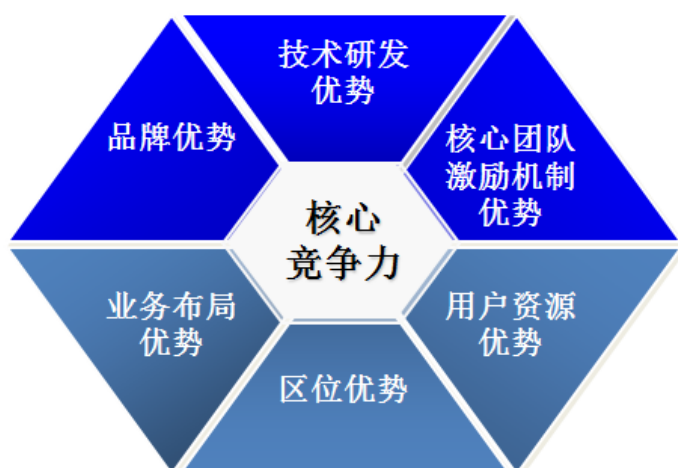 技术研发
优势
品牌优势
核心团队
激励机制
优势
核心
竞争力
业务布局
优势
用户资源
优势
区位优势